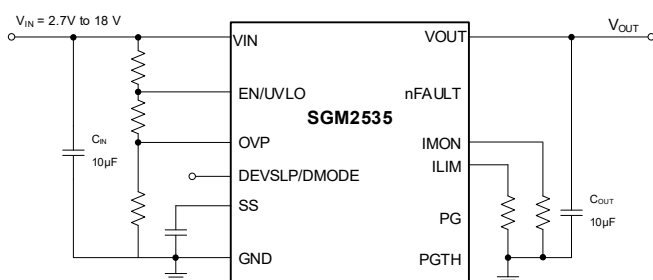 V_IN = 2.7V to 18 V
V_OUT
VIN
VOUT
EN/UVLO
nFAULT
SGM2535
OVP
IMON
C_IN
10µF
ILIM
DEVSLP/DMODE
SS
C_OUT
10µF
PG
GND
PGTH